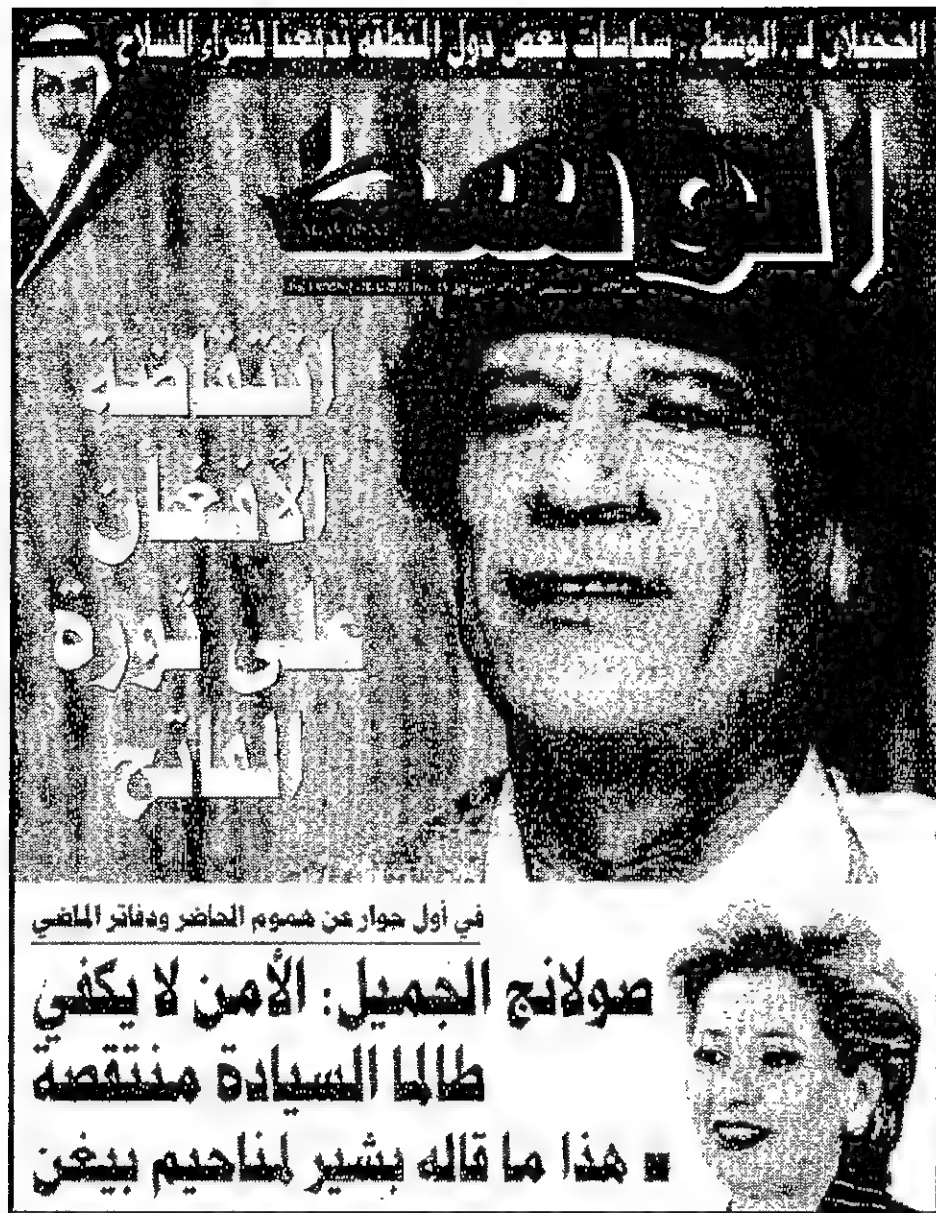 الحجيلان لـ «الوسط»: سياسات بعض دول المنطقة تدفعنا لشراء السلاح
الوسط
انتفاضة
الأفغان
على ثورة
الفاتح
في أول حوار عن هموم الحاضر ودفاتر الماضي
صولانج الجميل: الأمن لا يكفي
طالما السيادة منتقصة
■ هذا ما قاله بشير لمناحيم بيغن